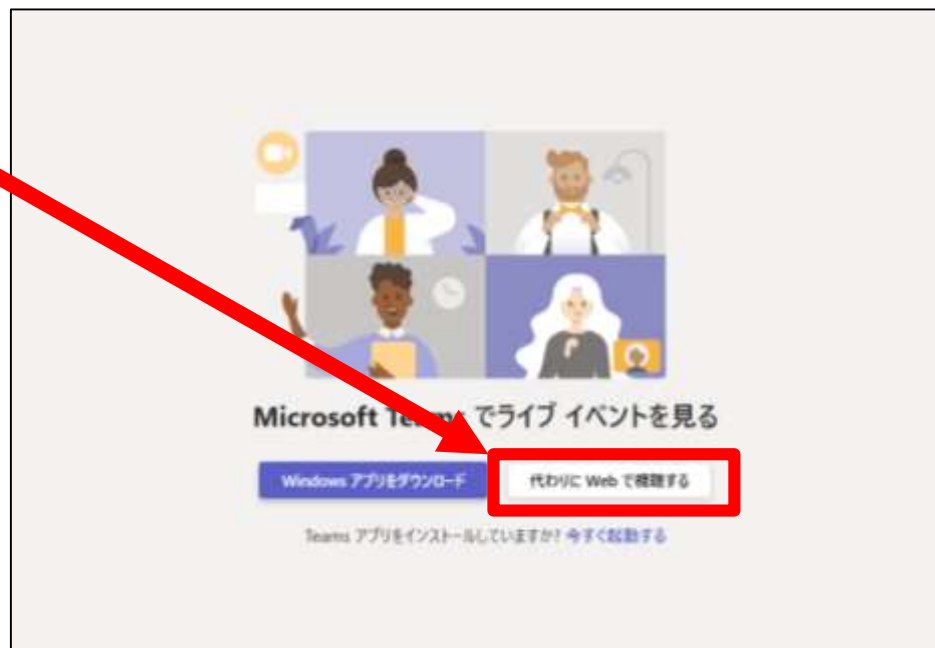 Microsoft Teams でライブ イベントを見る
Windows アプリをダウンロード
代わりに Web で視聴する
Teams アプリをインストールしていますか? 今すぐ起動する